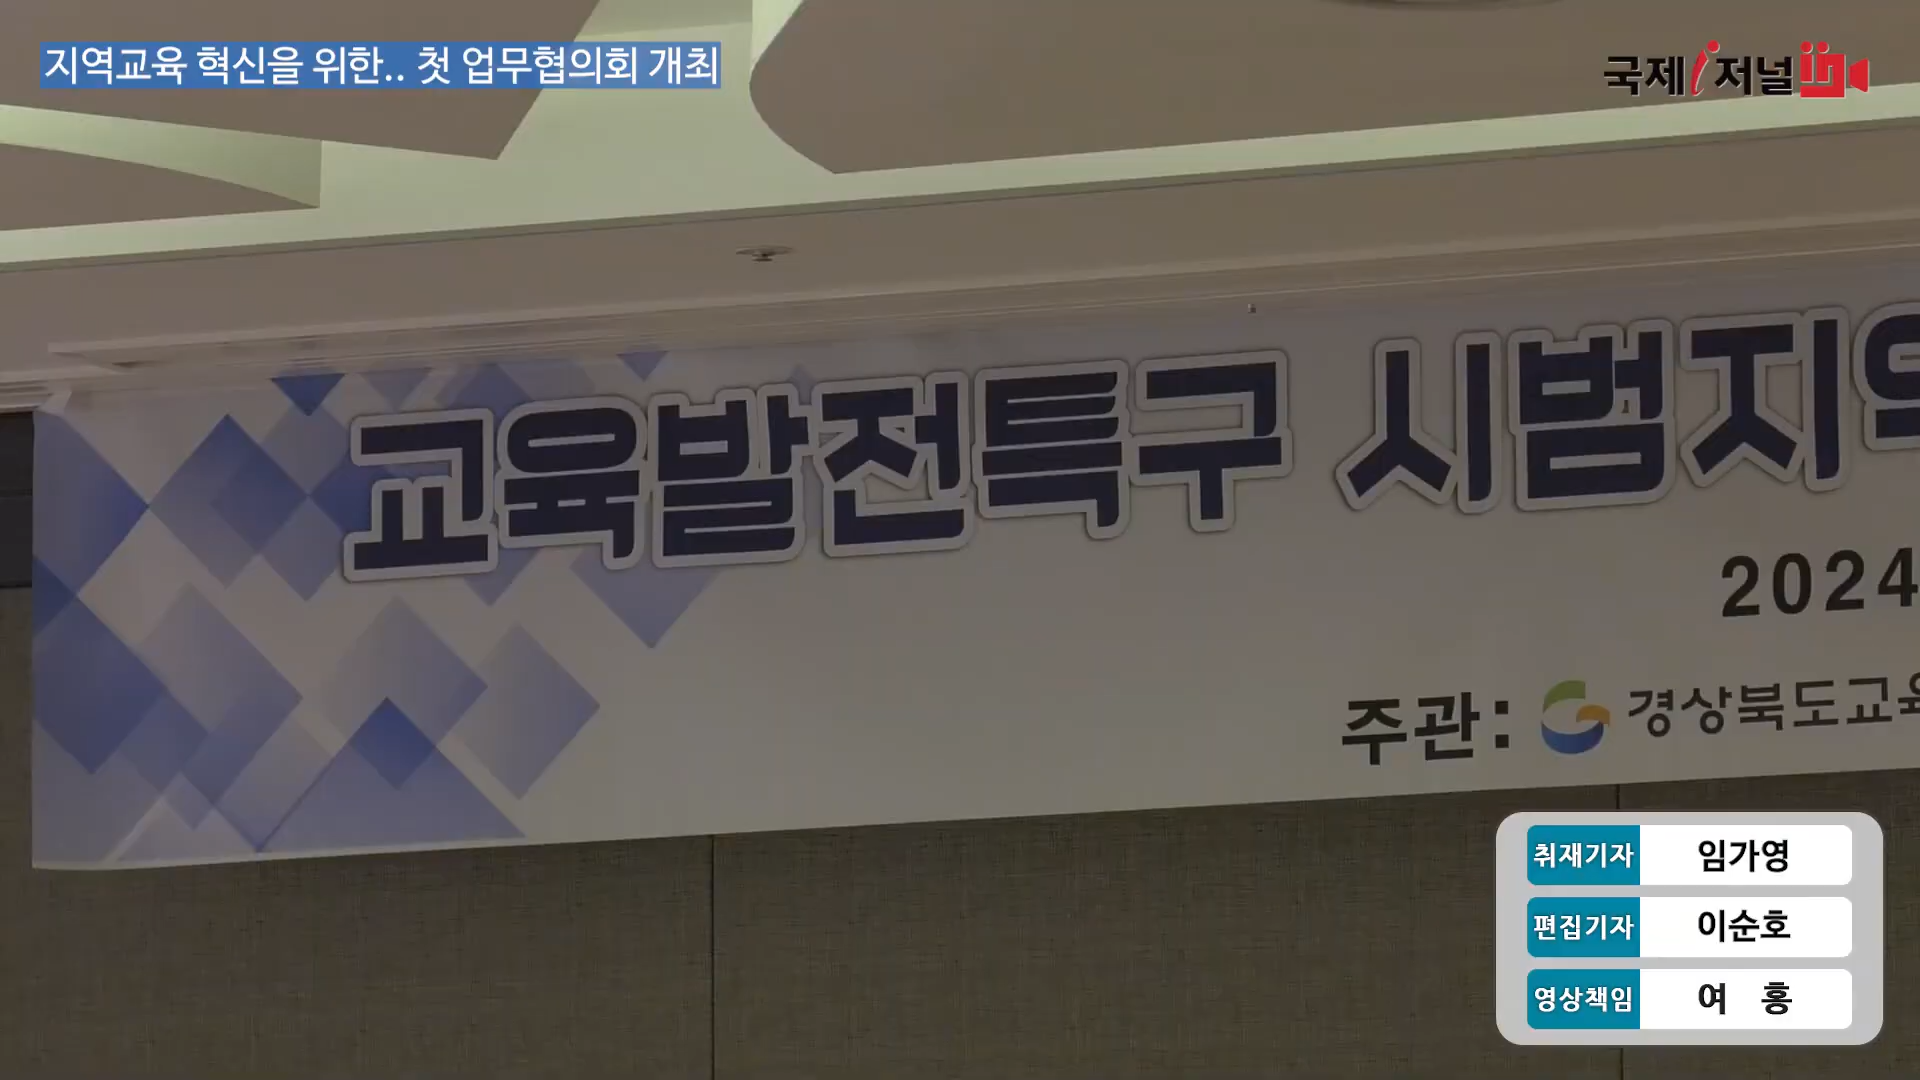 지역교육 혁신을 위한.. 첫 업무협의회 개최
국제i저널
교육발전특구 시범지역
2024
주관: 경상북도교육
취재기자 임가영
편집기자 이순호
영상책임 여 홍